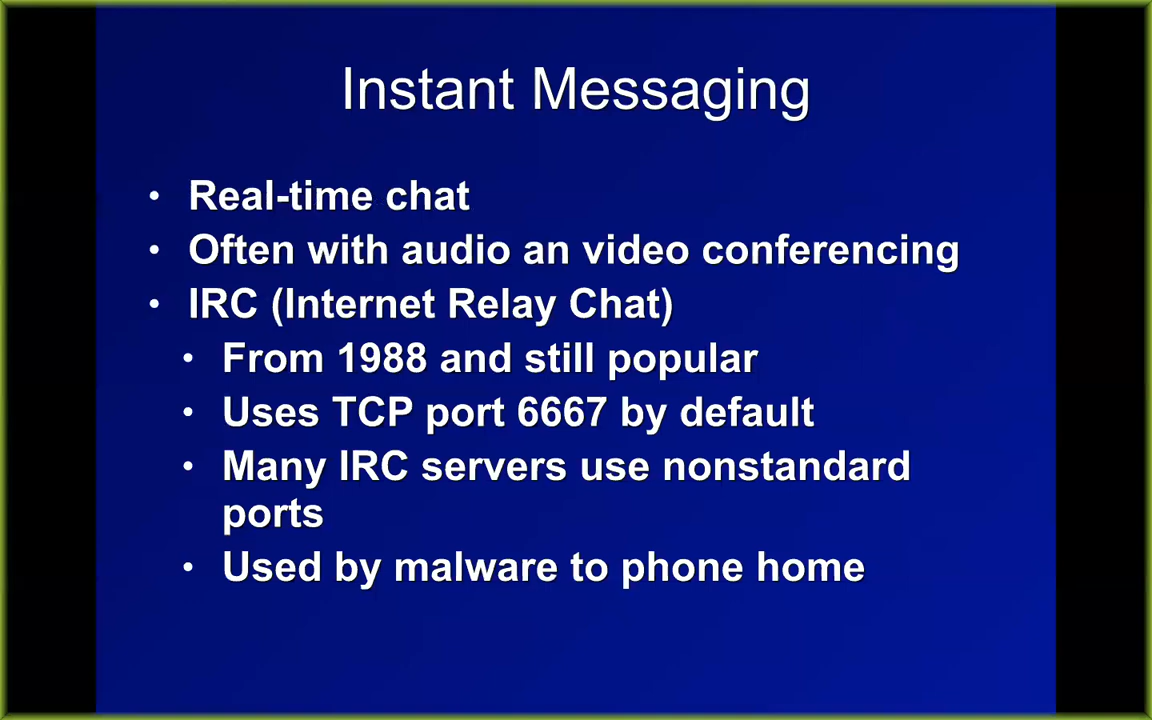 Instant Messaging
• Real-time chat
• Often with audio an video conferencing
• IRC (Internet Relay Chat)
• From 1988 and still popular
• Uses TCP port 6667 by default
• Many IRC servers use nonstandard
ports
• Used by malware to phone home